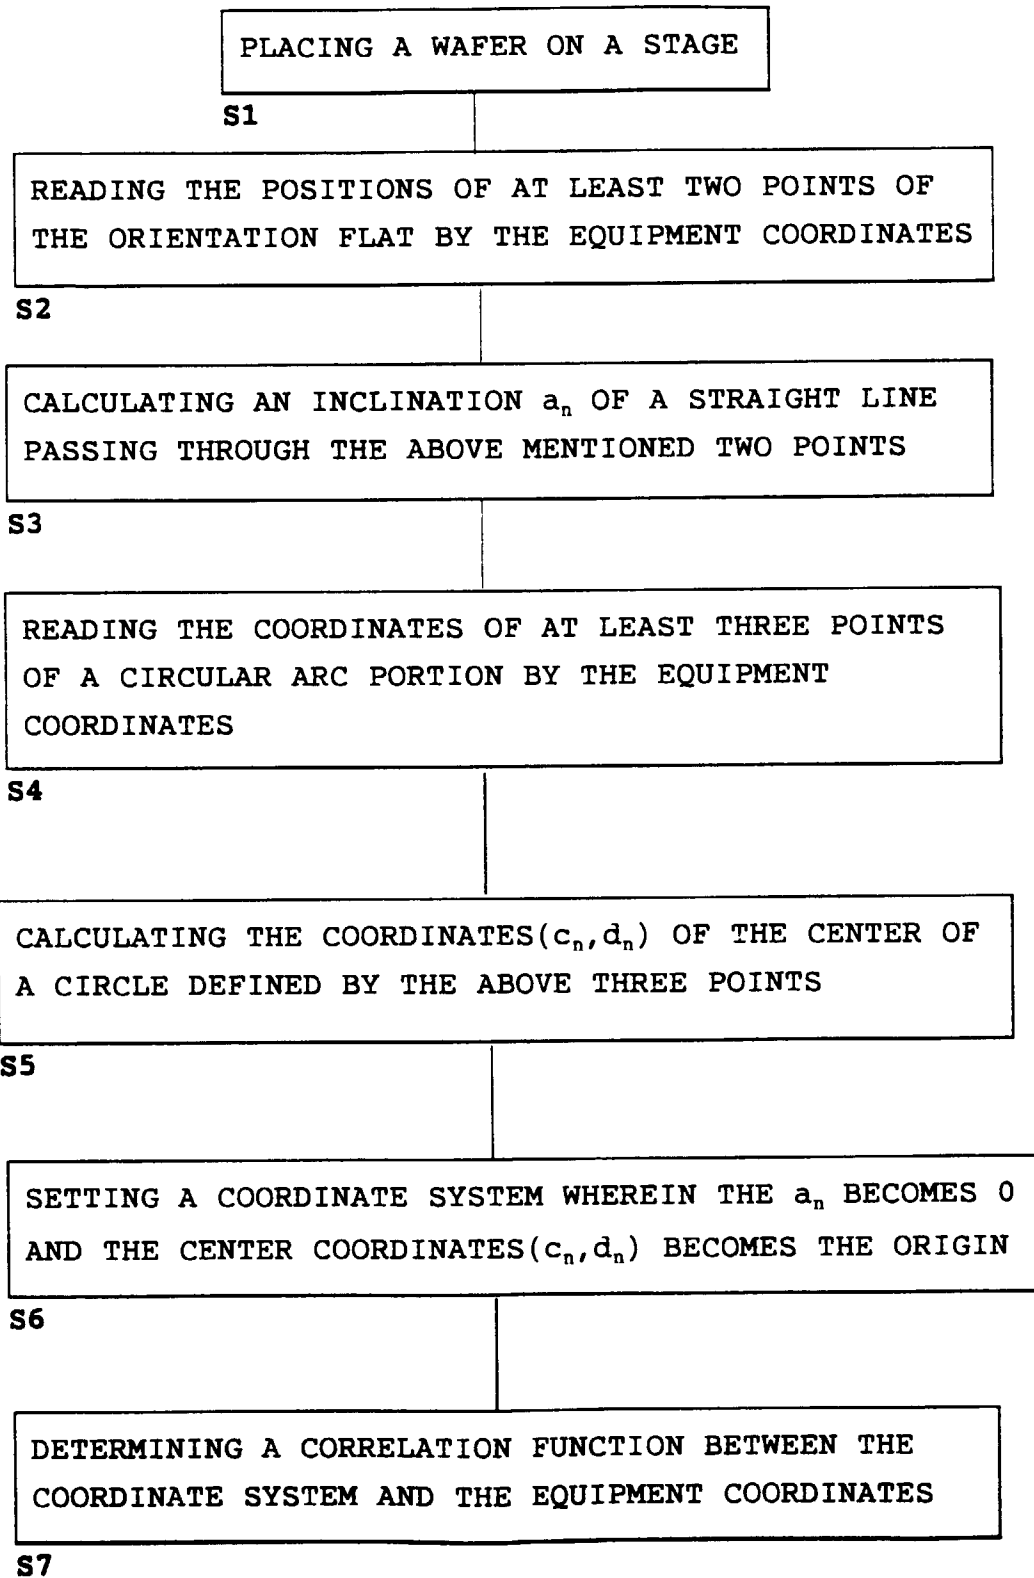 PLACING A WAFER ON A STAGE
S1
READING THE POSITIONS OF AT LEAST TWO POINTS OF
THE ORIENTATION FLAT BY THE EQUIPMENT COORDINATES
S2
CALCULATING AN INCLINATION aₙ OF A STRAIGHT LINE
PASSING THROUGH THE ABOVE MENTIONED TWO POINTS
S3
READING THE COORDINATES OF AT LEAST THREE POINTS
OF A CIRCULAR ARC PORTION BY THE EQUIPMENT
COORDINATES
S4
CALCULATING THE COORDINATES(cₙ,dₙ) OF THE CENTER OF
A CIRCLE DEFINED BY THE ABOVE THREE POINTS
S5
SETTING A COORDINATE SYSTEM WHEREIN THE aₙ BECOMES 0
AND THE CENTER COORDINATES(cₙ,dₙ) BECOMES THE ORIGIN
S6
DETERMINING A CORRELATION FUNCTION BETWEEN THE
COORDINATE SYSTEM AND THE EQUIPMENT COORDINATES
S7